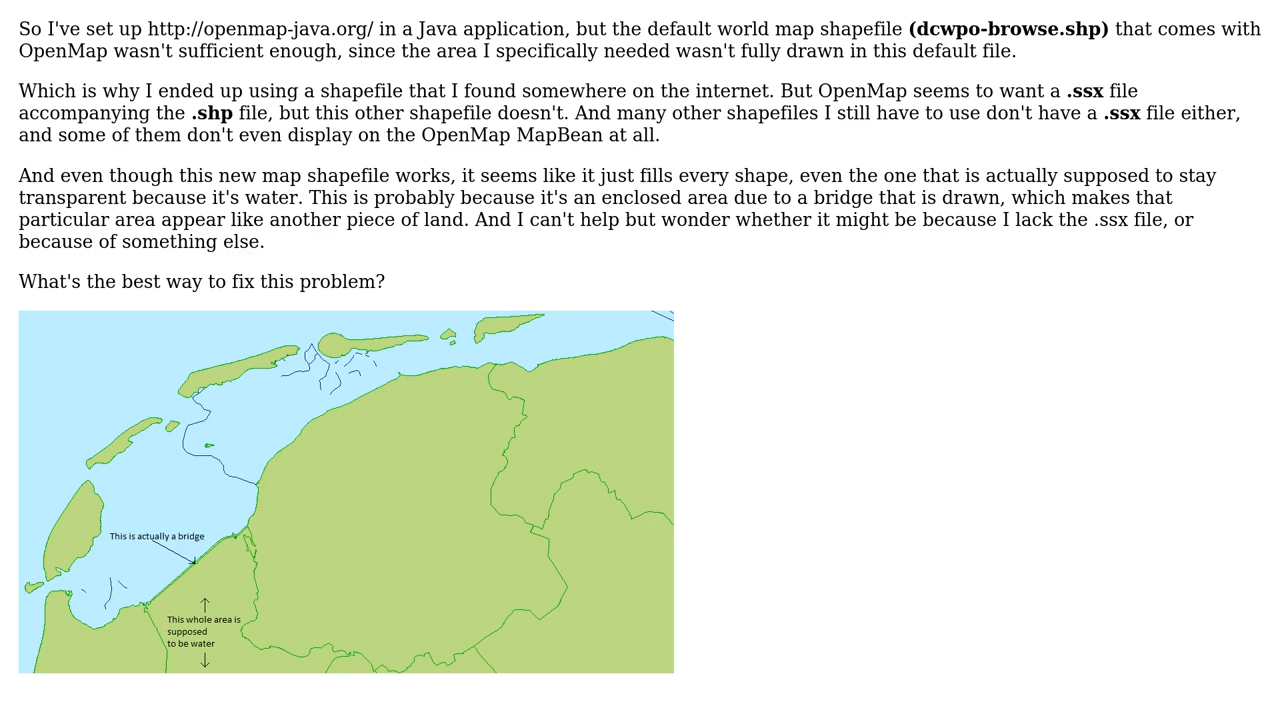 So I've set up http://openmap-java.org/ in a Java application, but the default world map shapefile (dcwpo-browse.shp) that comes with
OpenMap wasn't sufficient enough, since the area I specifically needed wasn't fully drawn in this default file.
Which is why I ended up using a shapefile that I found somewhere on the internet. But OpenMap seems to want a .ssx file
accompanying the .shp file, but this other shapefile doesn't. And many other shapefiles I still have to use don't have a .ssx file either,
and some of them don't even display on the OpenMap MapBean at all.
And even though this new map shapefile works, it seems like it just fills every shape, even the one that is actually supposed to stay
transparent because it's water. This is probably because it's an enclosed area due to a bridge that is drawn, which makes that
particular area appear like another piece of land. And I can't help but wonder whether it might be because I lack the .ssx file, or
because of something else.
What's the best way to fix this problem?
This is actually a bridge
This whole area is
supposed
to be water